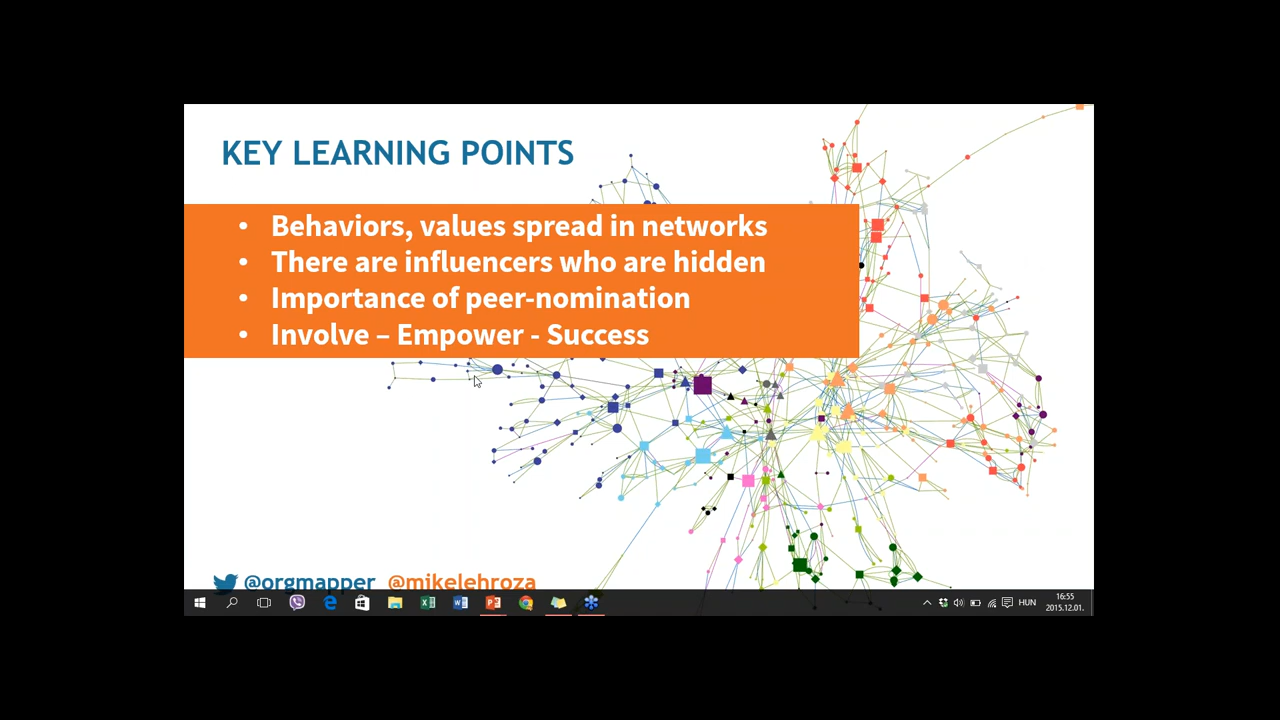 KEY LEARNING POINTS
• Behaviors, values spread in networks
• There are influencers who are hidden
• Importance of peer-nomination
• Involve – Empower - Success
@orgmapper @mikelehroza
HUN
16:55
2015.12.01.